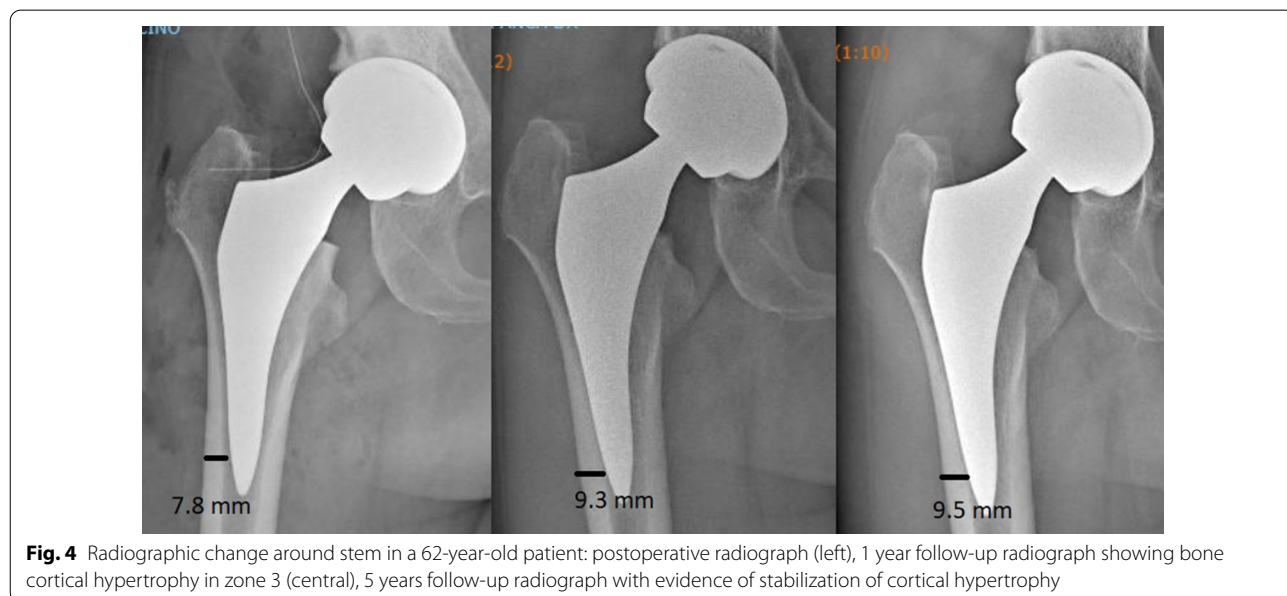 CINO
.2)
(1:10)
7.8 mm
9.3 mm
9.5 mm
Fig. 4 Radiographic change around stem in a 62-year-old patient: postoperative radiograph (left), 1 year follow-up radiograph showing bone
cortical hypertrophy in zone 3 (central), 5 years follow-up radiograph with evidence of stabilization of cortical hypertrophy